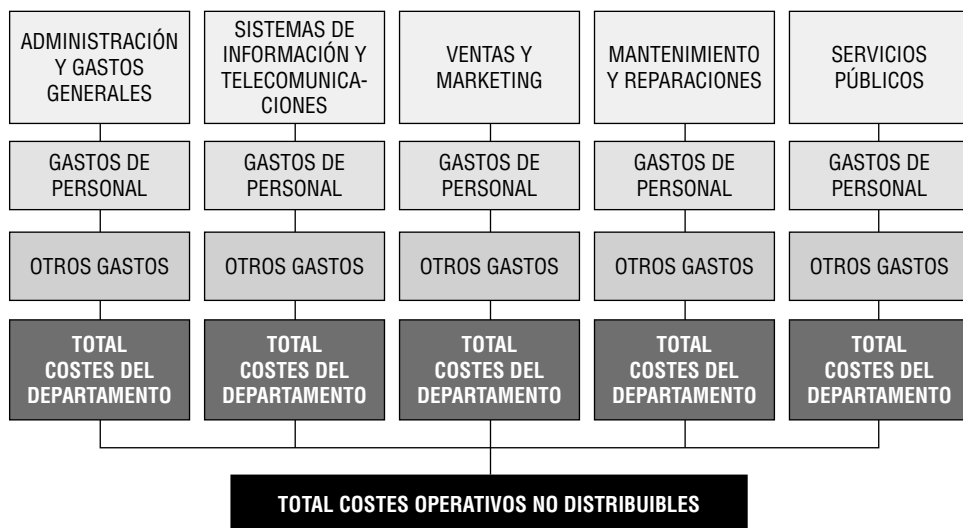 ADMINISTRACIÓN
Y GASTOS
GENERALES
SISTEMAS DE
INFORMACIÓN Y
TELECOMUNICA-
CIONES
VENTAS Y
MARKETING
MANTENIMIENTO
Y REPARACIONES
SERVICIOS
PÚBLICOS
GASTOS DE
PERSONAL
GASTOS DE
PERSONAL
GASTOS DE
PERSONAL
GASTOS DE
PERSONAL
GASTOS DE
PERSONAL
OTROS GASTOS
OTROS GASTOS
OTROS GASTOS
OTROS GASTOS
OTROS GASTOS
TOTAL
COSTES DEL
DEPARTAMENTO
TOTAL
COSTES DEL
DEPARTAMENTO
TOTAL
COSTES DEL
DEPARTAMENTO
TOTAL
COSTES DEL
DEPARTAMENTO
TOTAL
COSTES DEL
DEPARTAMENTO
TOTAL COSTES OPERATIVOS NO DISTRIBUIBLES